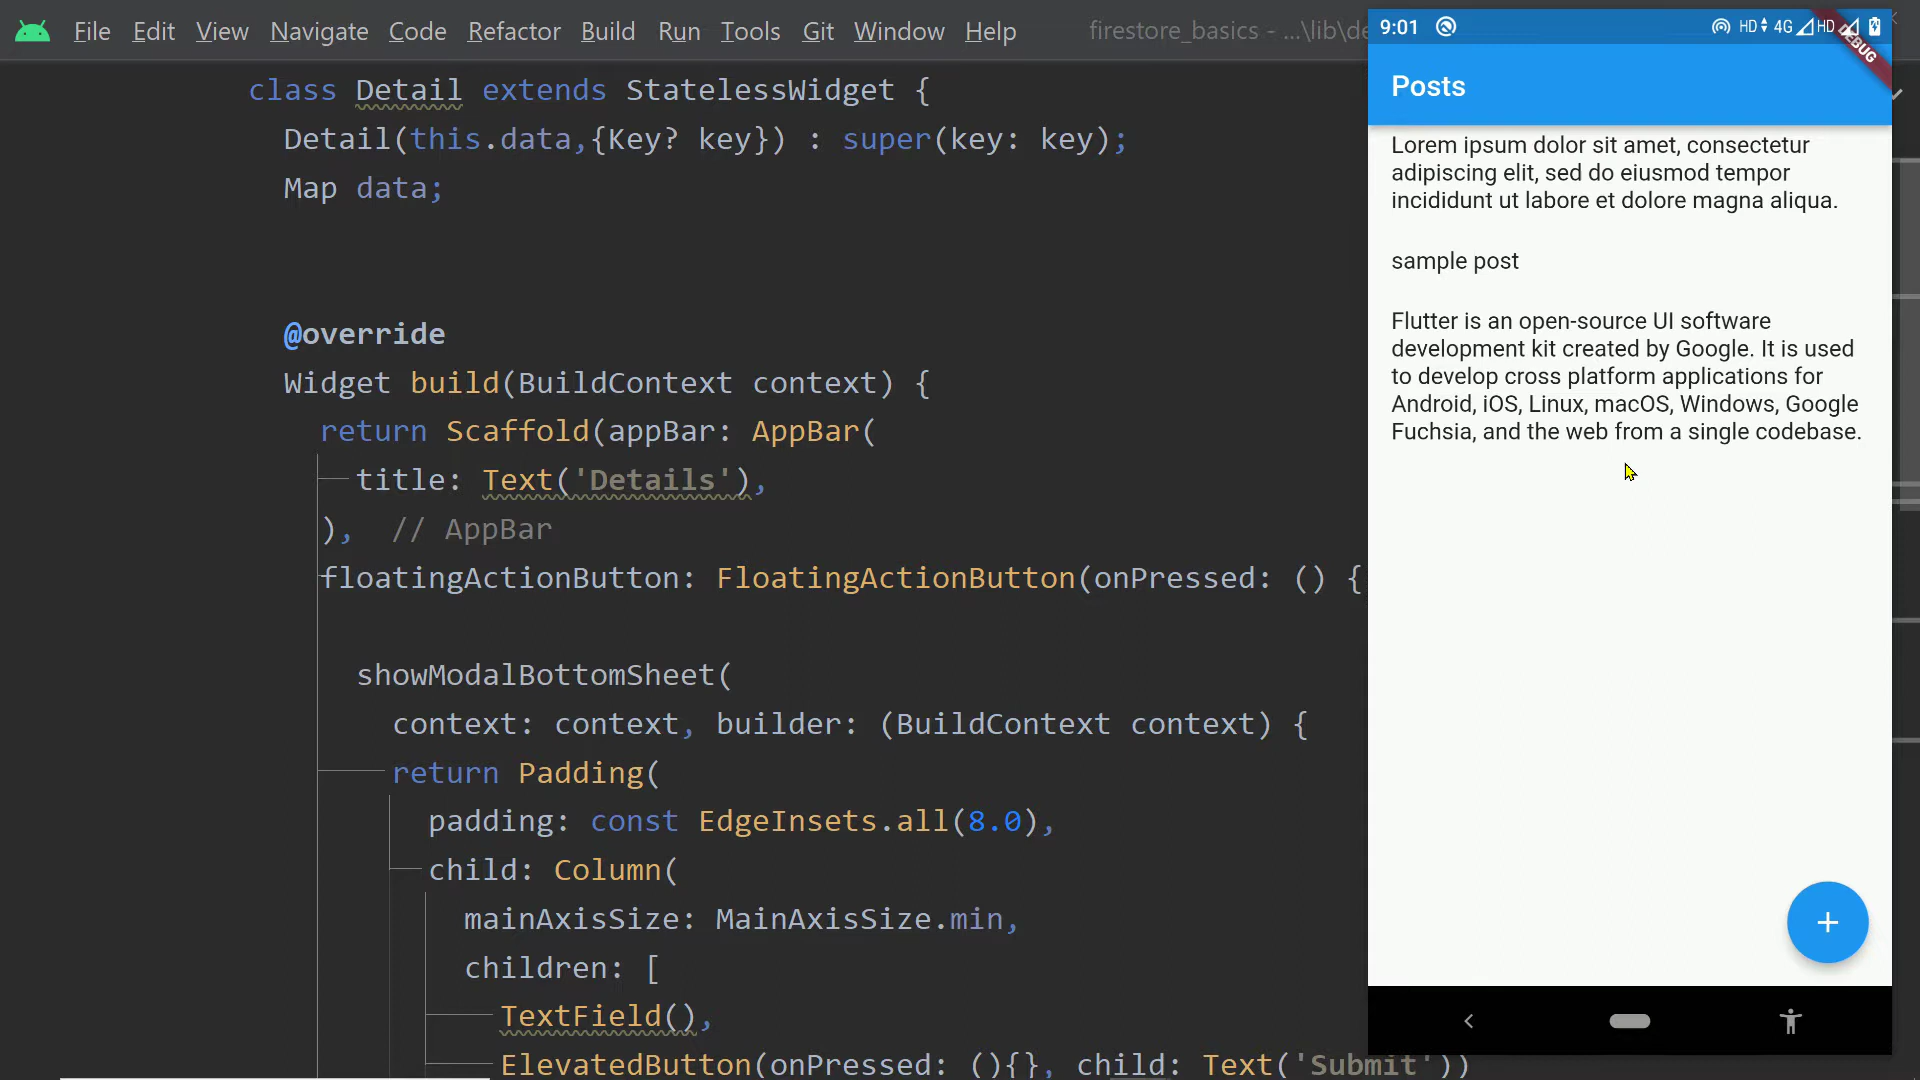 File Edit View Navigate Code Refactor Build Run Tools Git Window Help firestore_basics - ...\lib\de
class Detail extends StatelessWidget {
Detail(this.data,{Key? key}) : super(key: key);
Map data;
@override
Widget build(BuildContext context) {
return Scaffold(appBar: AppBar(
title: Text('Details'),
), // AppBar
floatingActionButton: FloatingActionButton(onPressed: () {
showModalBottomSheet(
context: context, builder: (BuildContext context) {
return Padding(
padding: const EdgeInsets.all(8.0),
child: Column(
mainAxisSize: MainAxisSize.min,
children: [
TextField(),
ElevatedButton(onPressed: (){}, child: Text('Submit'))
9:01 HD 4G HD
DEBUG
Posts
Lorem ipsum dolor sit amet, consectetur
adipiscing elit, sed do eiusmod tempor
incididunt ut labore et dolore magna aliqua.
sample post
Flutter is an open-source UI software
development kit created by Google. It is used
to develop cross platform applications for
Android, iOS, Linux, macOS, Windows, Google
Fuchsia, and the web from a single codebase.